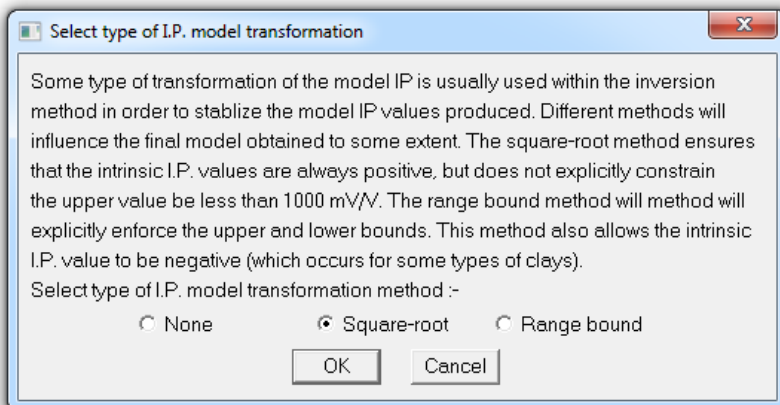 Select type of I.P. model transformation
Some type of transformation of the model IP is usually used within the inversion
method in order to stablize the model IP values produced. Different methods will
influence the final model obtained to some extent. The square-root method ensures
that the intrinsic I.P. values are always positive, but does not explicitly constrain
the upper value be less than 1000 mV/V. The range bound method will method will
explicitly enforce the upper and lower bounds. This method also allows the intrinsic
I.P. value to be negative (which occurs for some types of clays).
Select type of I.P. model transformation method :-
None Square-root Range bound
OK Cancel